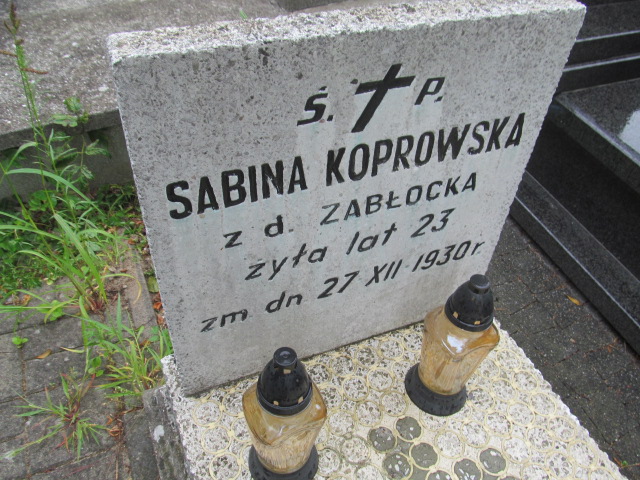 Ś. P.
SABINA KOPROWSKA
z d. ZABŁOCKA
żyła lat 23
zm dn 27 XII 1930 r.